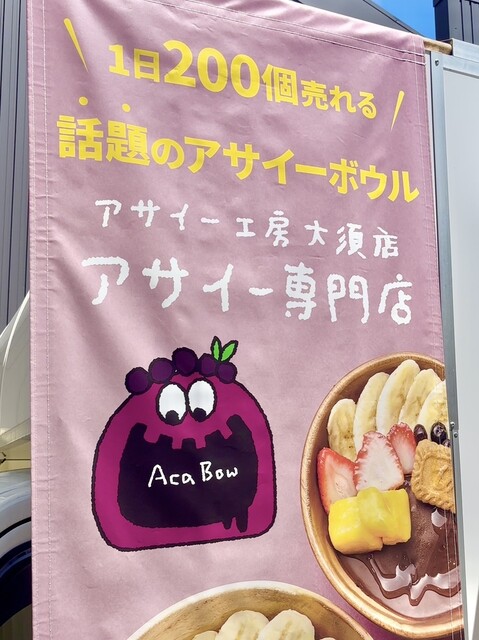 1日200個売れる
話題のアサイーボウル
アサイー工房大須店
アサイー専門店
Aca Bow